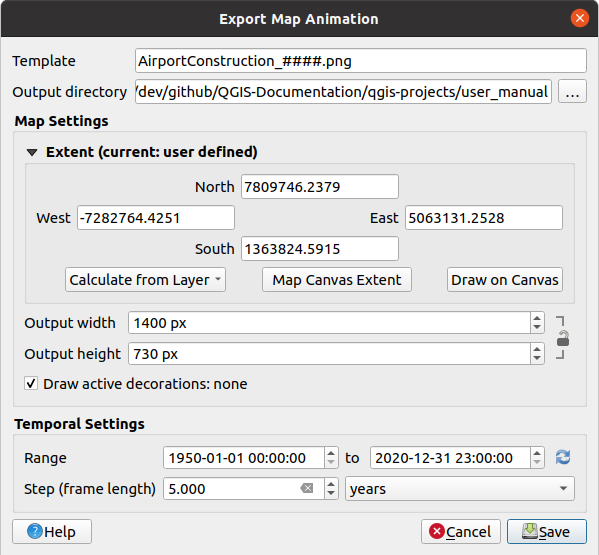 Export Map Animation
Template AirportConstruction_####.png
Output directory /dev/github/QGIS-Documentation/qgis-projects/user_manual ...
Map Settings
Extent (current: user defined)
North 7809746.2379
West -7282764.4251 East 5063131.2528
South 1363824.5915
Calculate from Layer Map Canvas Extent Draw on Canvas
Output width 1400 px
Output height 730 px
Draw active decorations: none
Temporal Settings
Range 1950-01-01 00:00:00 to 2020-12-31 23:00:00
Step (frame length) 5.000 years
Help Cancel Save